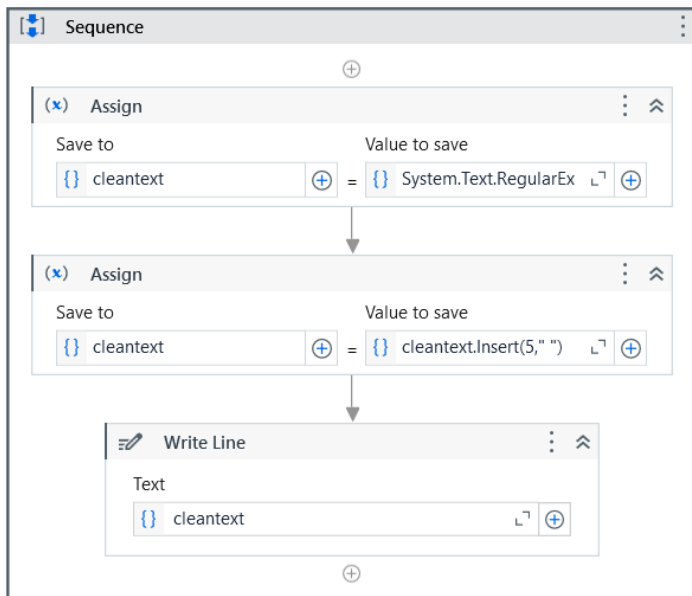 Sequence
(x) Assign
Save to
Value to save
{} cleantext = {} System.Text.RegularEx
(x) Assign
Save to
Value to save
{} cleantext = {} cleantext.Insert(5," ")
Write Line
Text
{} cleantext